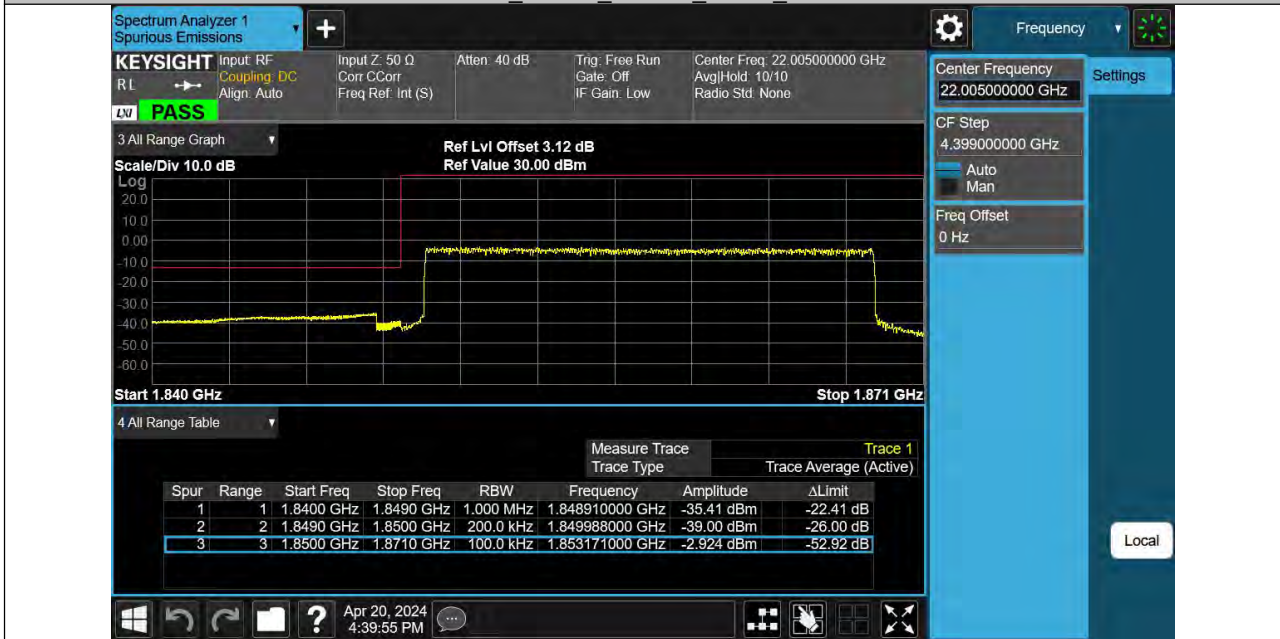 Spectrum Analyzer 1
Spurious Emissions
+
Frequency
KEYSIGHT
R L
LXI
PASS
Input: RF
Coupling: DC
Align: Auto
Input Z: 50 Ω
Corr CCorr
Freq Ref: Int (S)
Atten: 40 dB
Trig: Free Run
Gate: Off
IF Gain: Low
Center Freq: 22.005000000 GHz
Avg|Hold: 10/10
Radio Std: None
Center Frequency
22.005000000 GHz
Settings
CF Step
4.399000000 GHz
Auto
Man
Freq Offset
0 Hz
3 All Range Graph
Scale/Div 10.0 dB
Ref Lvl Offset 3.12 dB
Ref Value 30.00 dBm
Log
20.0
10.0
0.00
-10.0
-20.0
-30.0
-40.0
-50.0
-60.0
Start 1.840 GHz Stop 1.871 GHz
4 All Range Table
Measure Trace Trace 1
Trace Type Trace Average (Active)
Spur Range Start Freq Stop Freq RBW Frequency Amplitude ΔLimit
1 1 1.8400 GHz 1.8490 GHz 1.000 MHz 1.848910000 GHz -35.41 dBm -22.41 dB
2 2 1.8490 GHz 1.8500 GHz 200.0 kHz 1.849988000 GHz -39.00 dBm -26.00 dB
3 3 1.8500 GHz 1.8710 GHz 100.0 kHz 1.853171000 GHz -2.924 dBm -52.92 dB
Local
?
Apr 20, 2024
4:39:55 PM